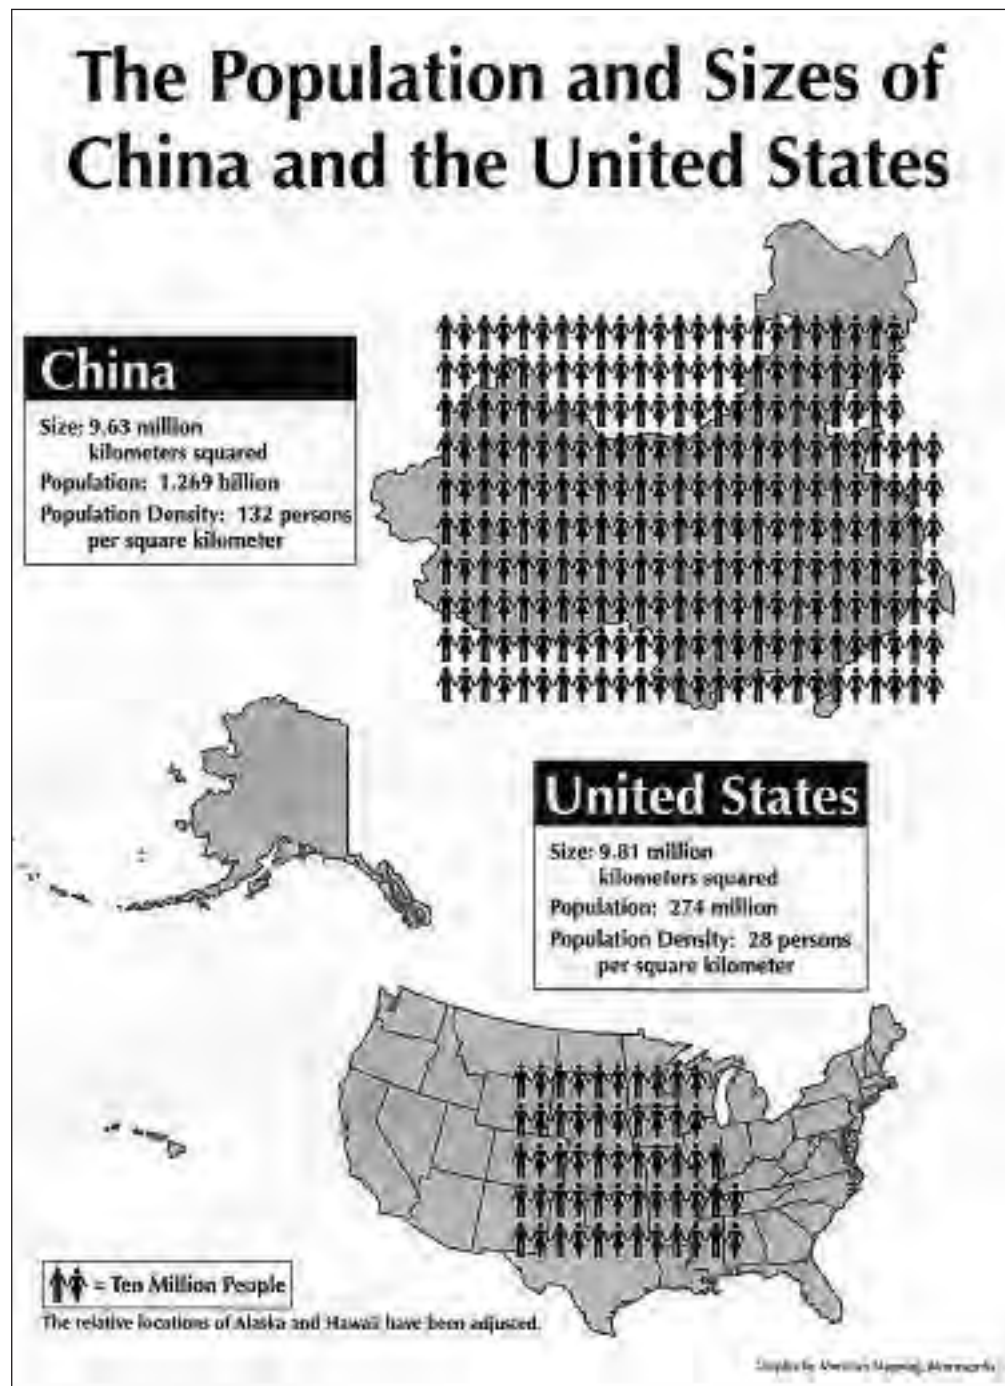 The Population and Sizes of
China and the United States
China
Size: 9.63 million
kilometers squared
Population: 1.269 billion
Population Density: 132 persons
per square kilometer
United States
Size: 9.81 million
kilometers squared
Population: 274 million
Population Density: 28 persons
per square kilometer
= Ten Million People
The relative locations of Alaska and Hawaii have been adjusted.